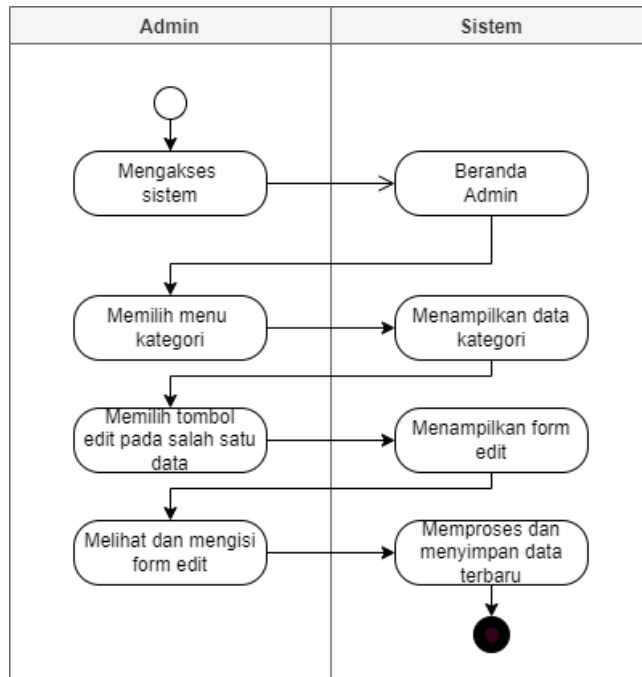 Admin
Sistem
Mengakses
sistem
Beranda
Admin
Memilih menu
kategori
Menampilkan data
kategori
Memilih tombol
edit pada salah satu
data
Menampilkan form
edit
Melihat dan mengisi
form edit
Memproses dan
menyimpan data
terbaru